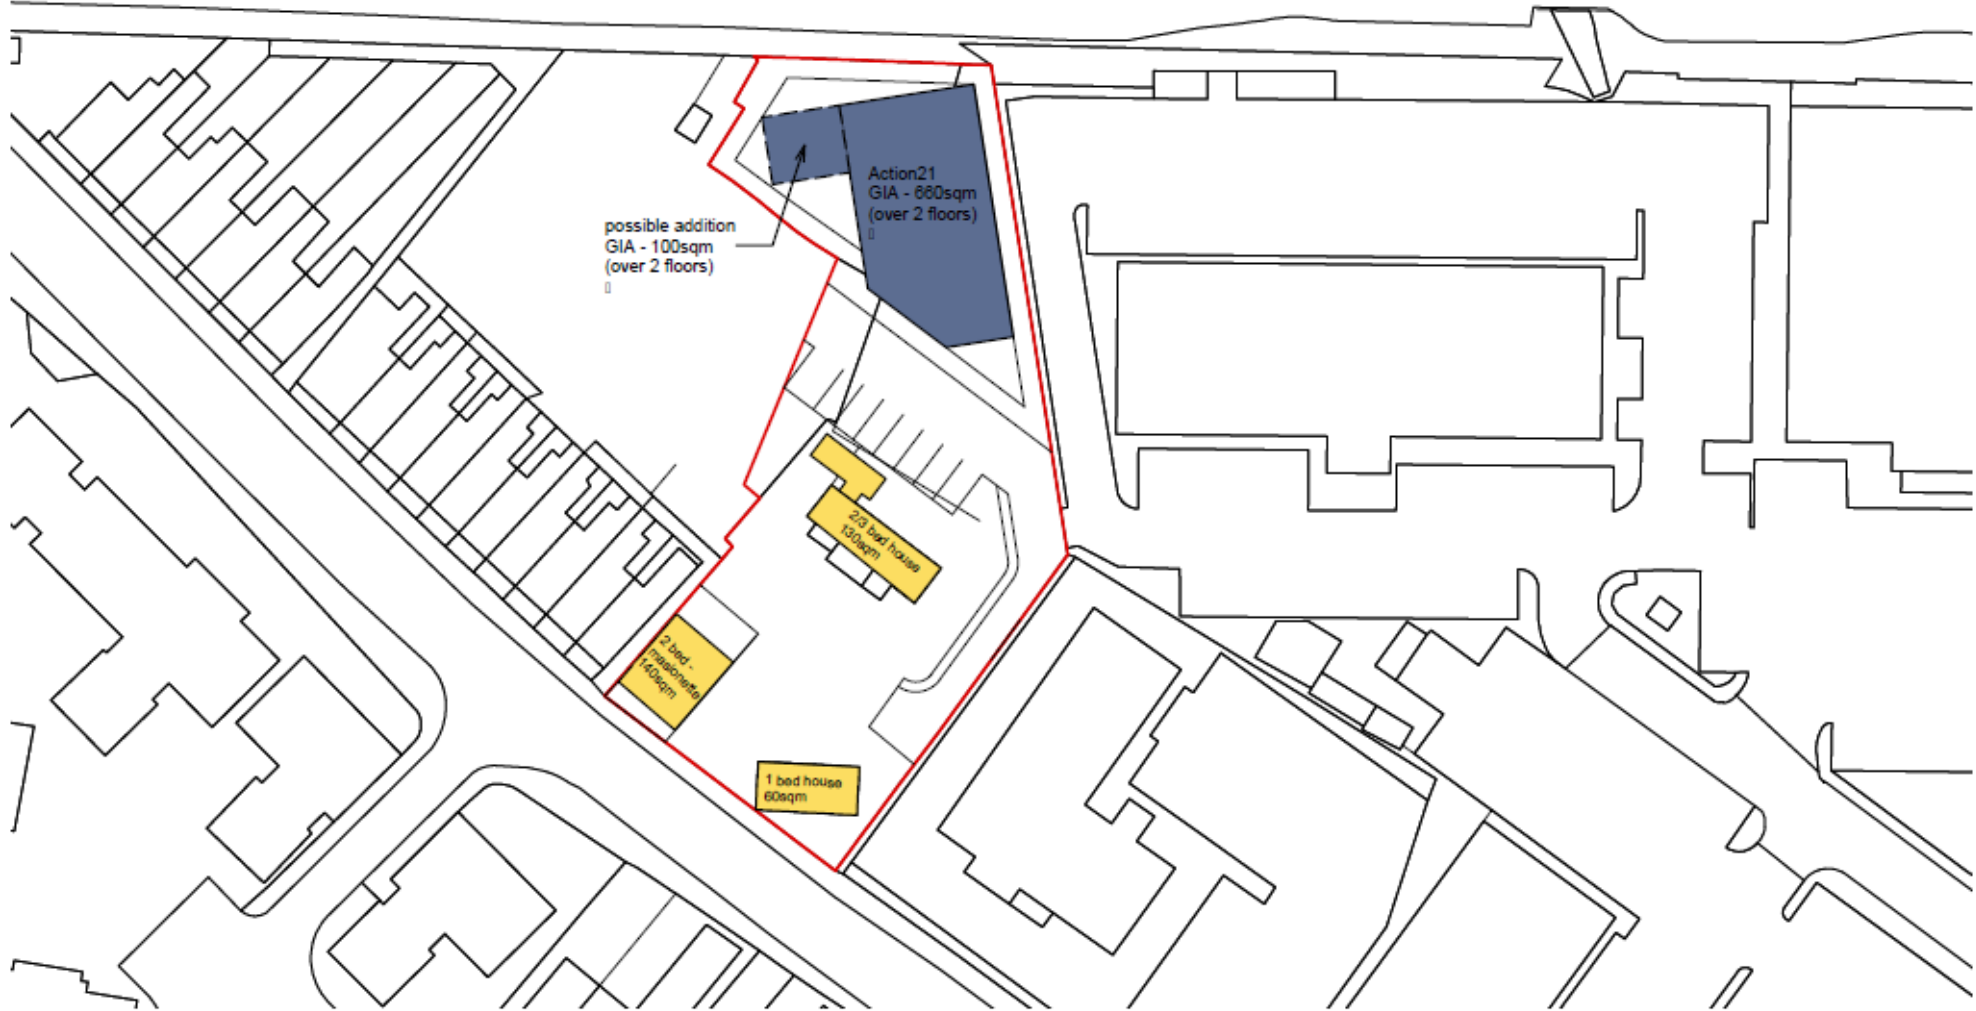 Action21
GIA - 660sqm
(over 2 floors)
possible addition
GIA - 100sqm
(over 2 floors)
2/3 bed house
130sqm
2 bed -
masionette
140sqm
1 bed house
60sqm